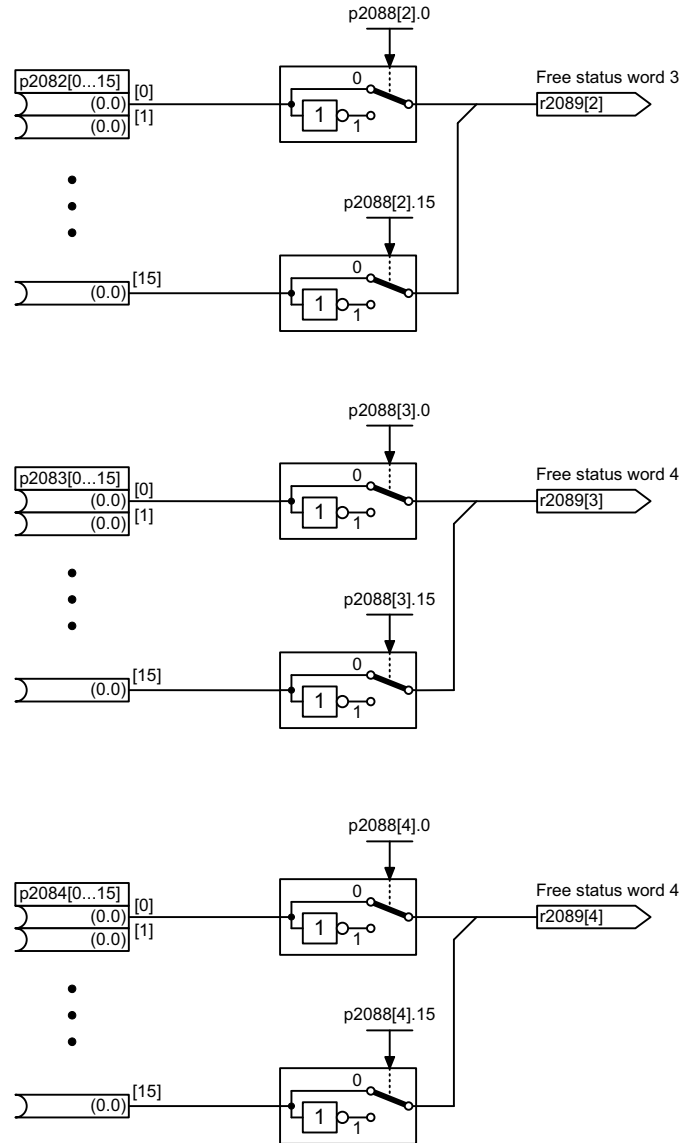 p2088[2].0
Free status word 3
p2082[0...15]
0
r2089[2]
(0.0) [0]
(0.0) [1]
1
1
p2088[2].15
0
(0.0) [15]
1
1
p2088[3].0
Free status word 4
p2083[0...15]
0
r2089[3]
(0.0) [0]
(0.0) [1]
1
1
p2088[3].15
0
(0.0) [15]
1
1
p2088[4].0
Free status word 4
p2084[0...15]
0
r2089[4]
(0.0) [0]
(0.0) [1]
1
1
p2088[4].15
0
(0.0) [15]
1
1